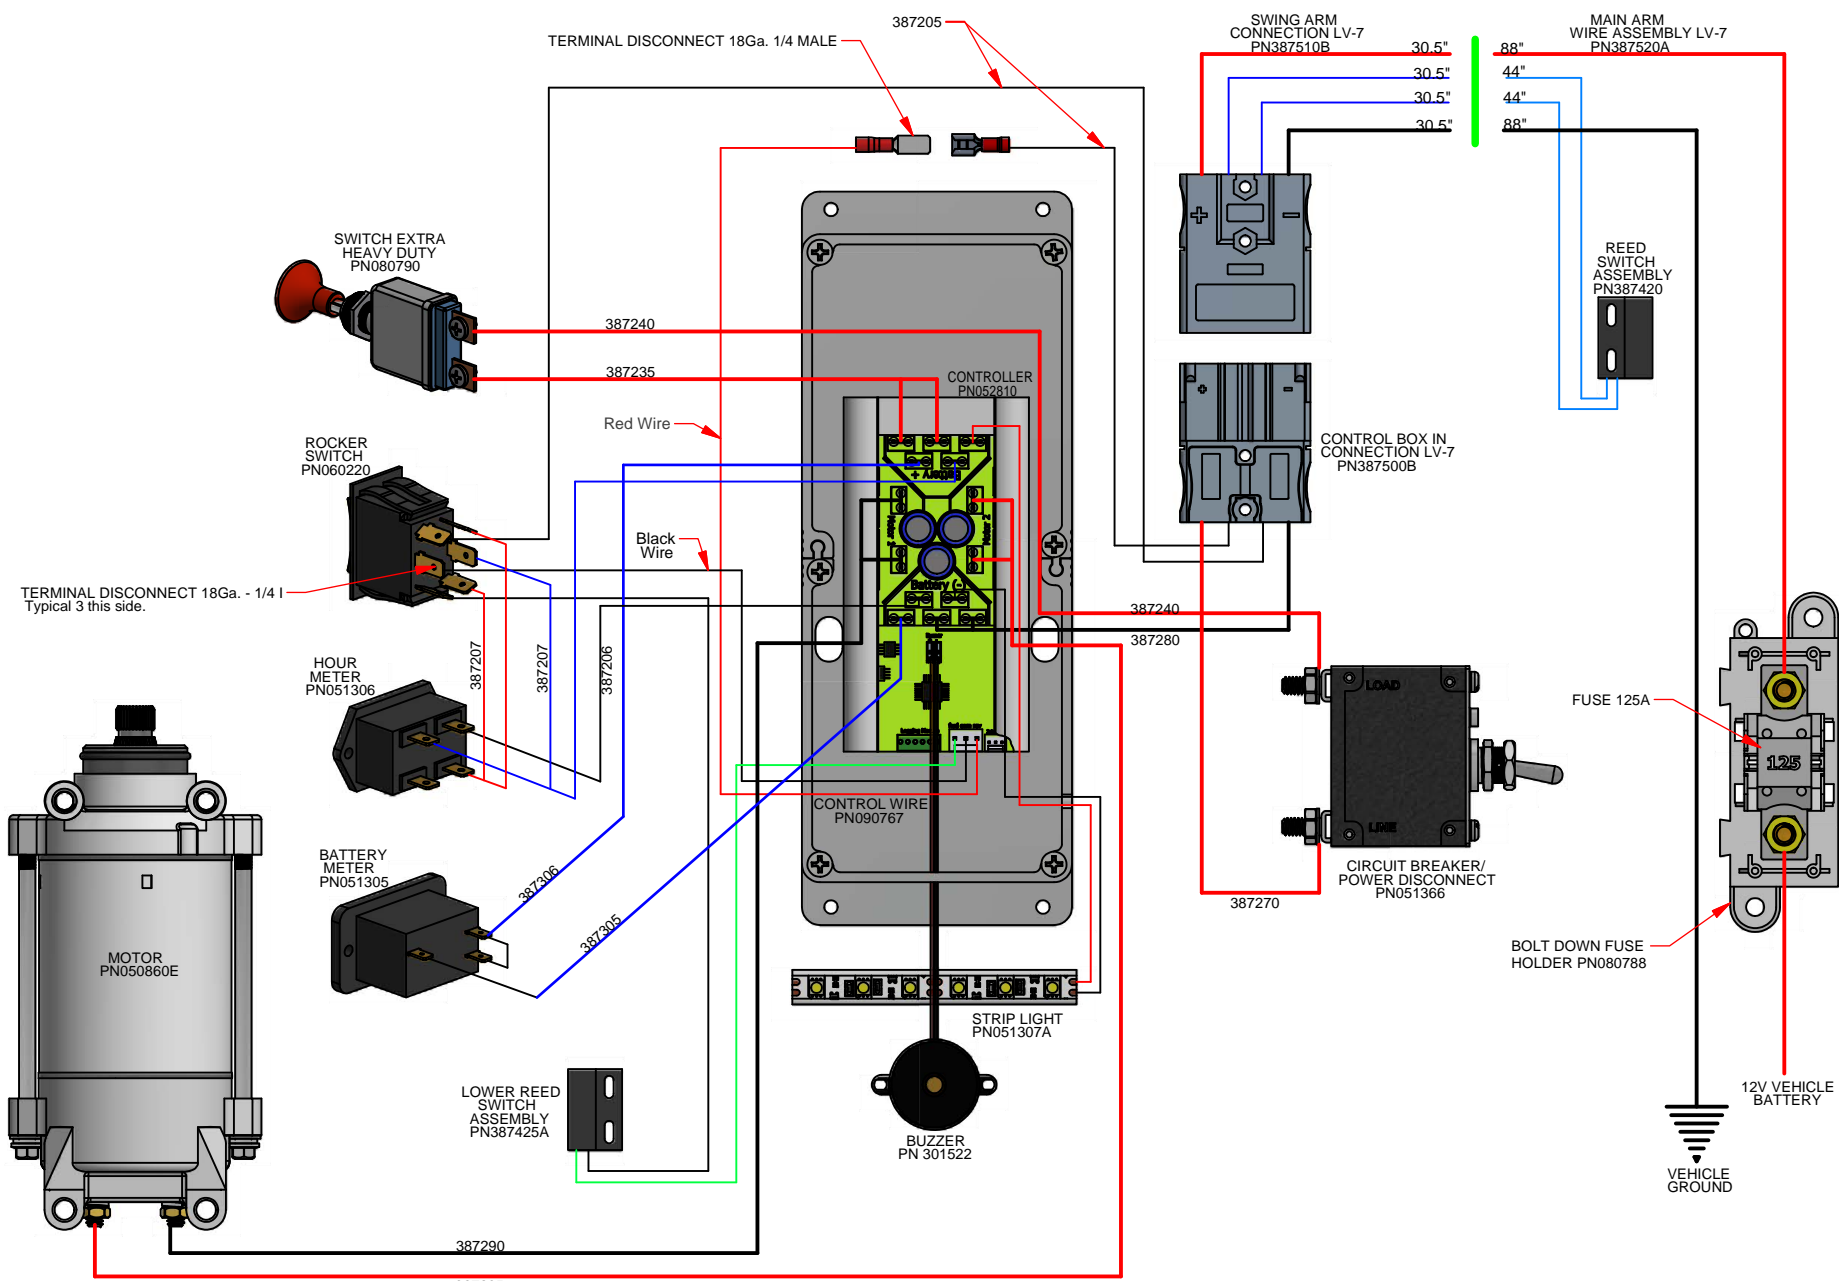 387205
TERMINAL DISCONNECT 18Ga. 1/4 MALE
SWING ARM
CONNECTION LV-7
PN387510B
MAIN ARM
WIRE ASSEMBLY LV-7
PN387520A
30.5"
88"
30.5"
44"
30.5"
44"
30.5"
88"
SWITCH EXTRA
HEAVY DUTY
PN080790
REED
SWITCH
ASSEMBLY
PN387420
387240
387235
CONTROLLER
PN052810
Red Wire
ROCKER
SWITCH
PN060220
CONTROL BOX IN
CONNECTION LV-7
PN387500B
Battery +
Motor 2
Black
Wire
Battery (-)
TERMINAL DISCONNECT 18Ga. - 1/4 I
Typical 3 this side.
387240
387280
387207
387207
387206
HOUR
METER
PN051306
LOAD
FUSE 125A
125
CONTROL WIRE
PN090767
LINE
BATTERY
METER
PN051305
387306
387305
CIRCUIT BREAKER/
POWER DISCONNECT
PN051366
387270
MOTOR
PN050860E
BOLT DOWN FUSE
HOLDER PN080788
STRIP LIGHT
PN051307A
LOWER REED
SWITCH
ASSEMBLY
PN387425A
12V VEHICLE
BATTERY
BUZZER
PN 301522
VEHICLE
GROUND
387290